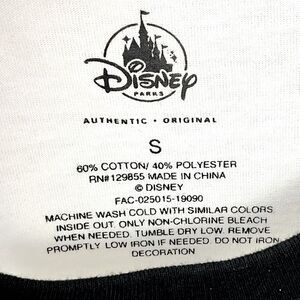 Disney
PARKS
AUTHENTIC • ORIGINAL
S
60% COTTON/ 40% POLYESTER
RN#129855 MADE IN CHINA
© DISNEY
FAC-025015-19090
MACHINE WASH COLD WITH SIMILAR COLORS
INSIDE OUT. ONLY NON-CHLORINE BLEACH
WHEN NEEDED. TUMBLE DRY LOW. REMOVE
PROMPTLY. LOW IRON IF NEEDED. DO NOT IRON
DECORATION